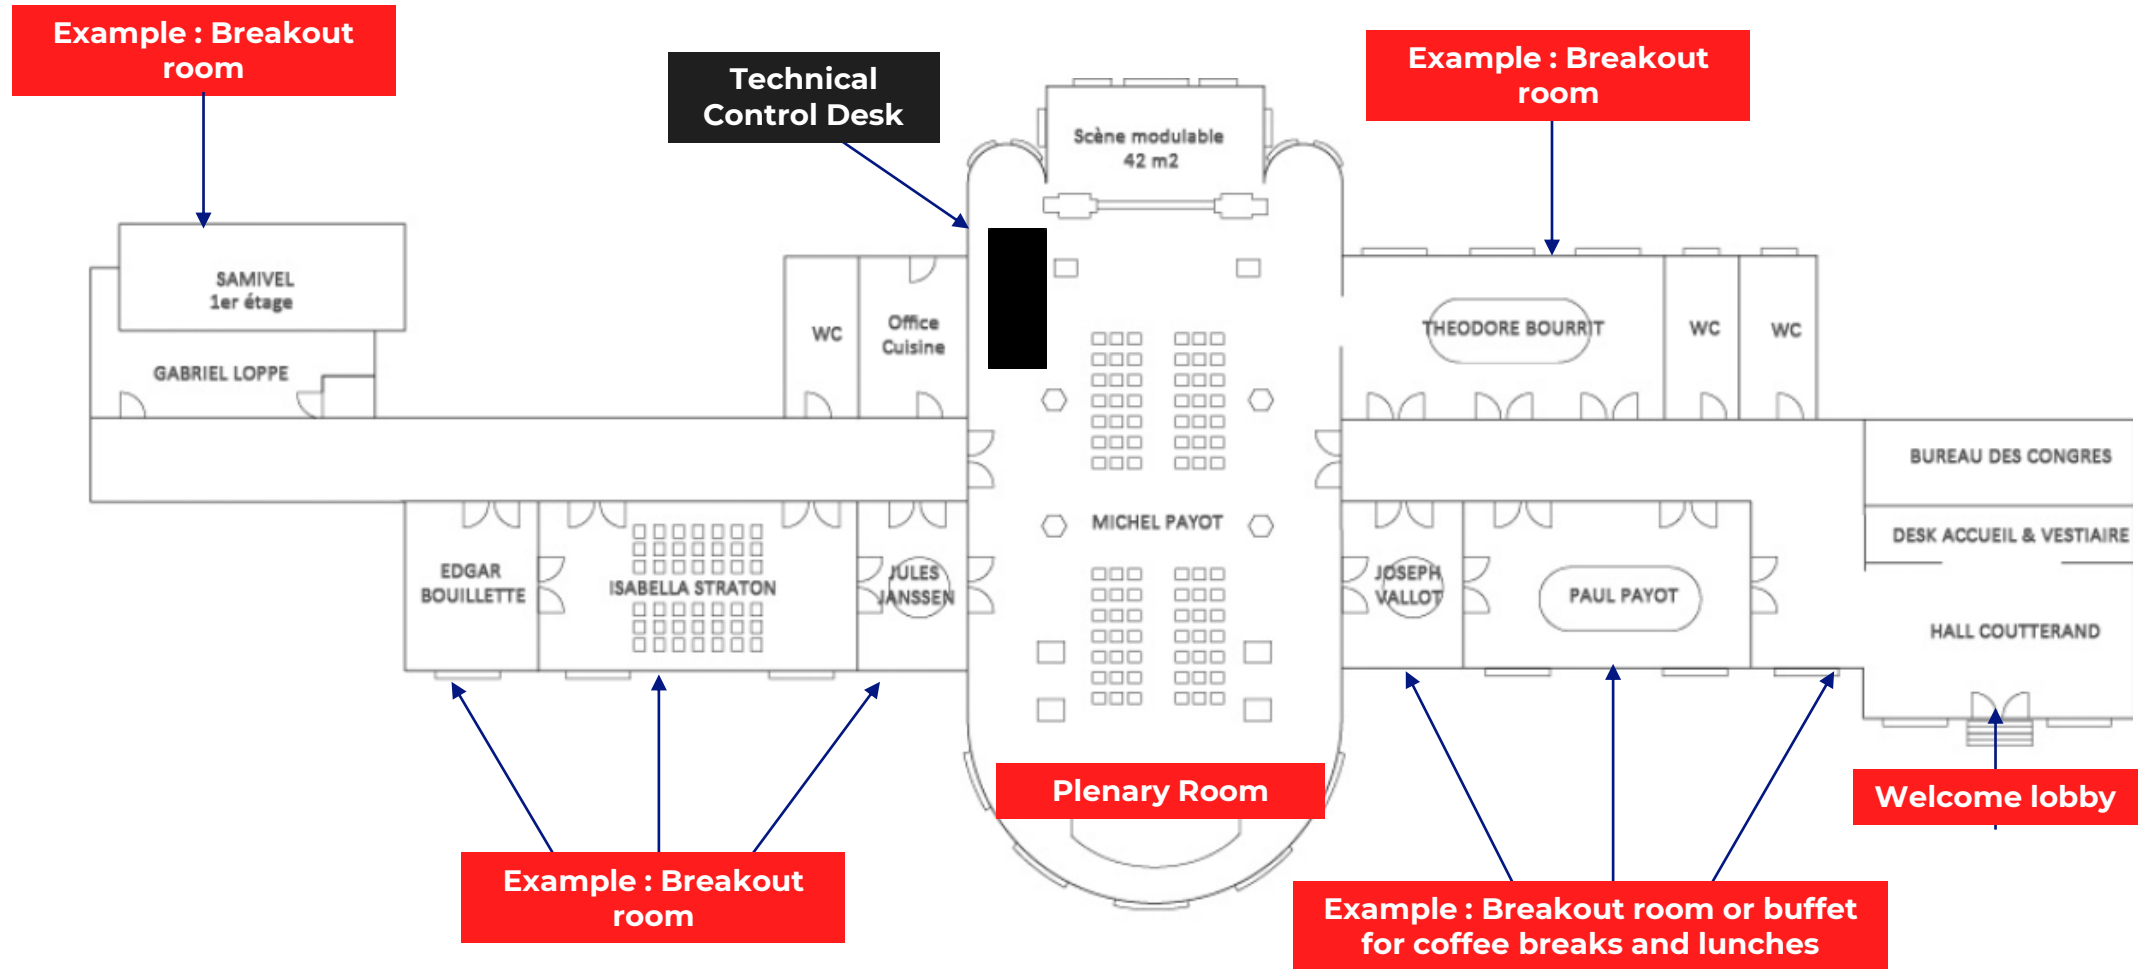 Example : Breakout
room
Technical
Control Desk
Example : Breakout
room
Scène modulable
42 m2
SAMIVEL
1er étage
GABRIEL LOPPE
WC
Office
Cuisine
THEODORE BOURRIT
WC
WC
BUREAU DES CONGRES
DESK ACCUEIL & VESTIAIRE
HALL COUTTERAND
MICHEL PAYOT
EDGAR
BOUILLETTE
ISABELLA STRATON
JULES
JANSSEN
JOSEPH
VALLOT
PAUL PAYOT
Plenary Room
Welcome lobby
Example : Breakout
room
Example : Breakout room or buffet
for coffee breaks and lunches